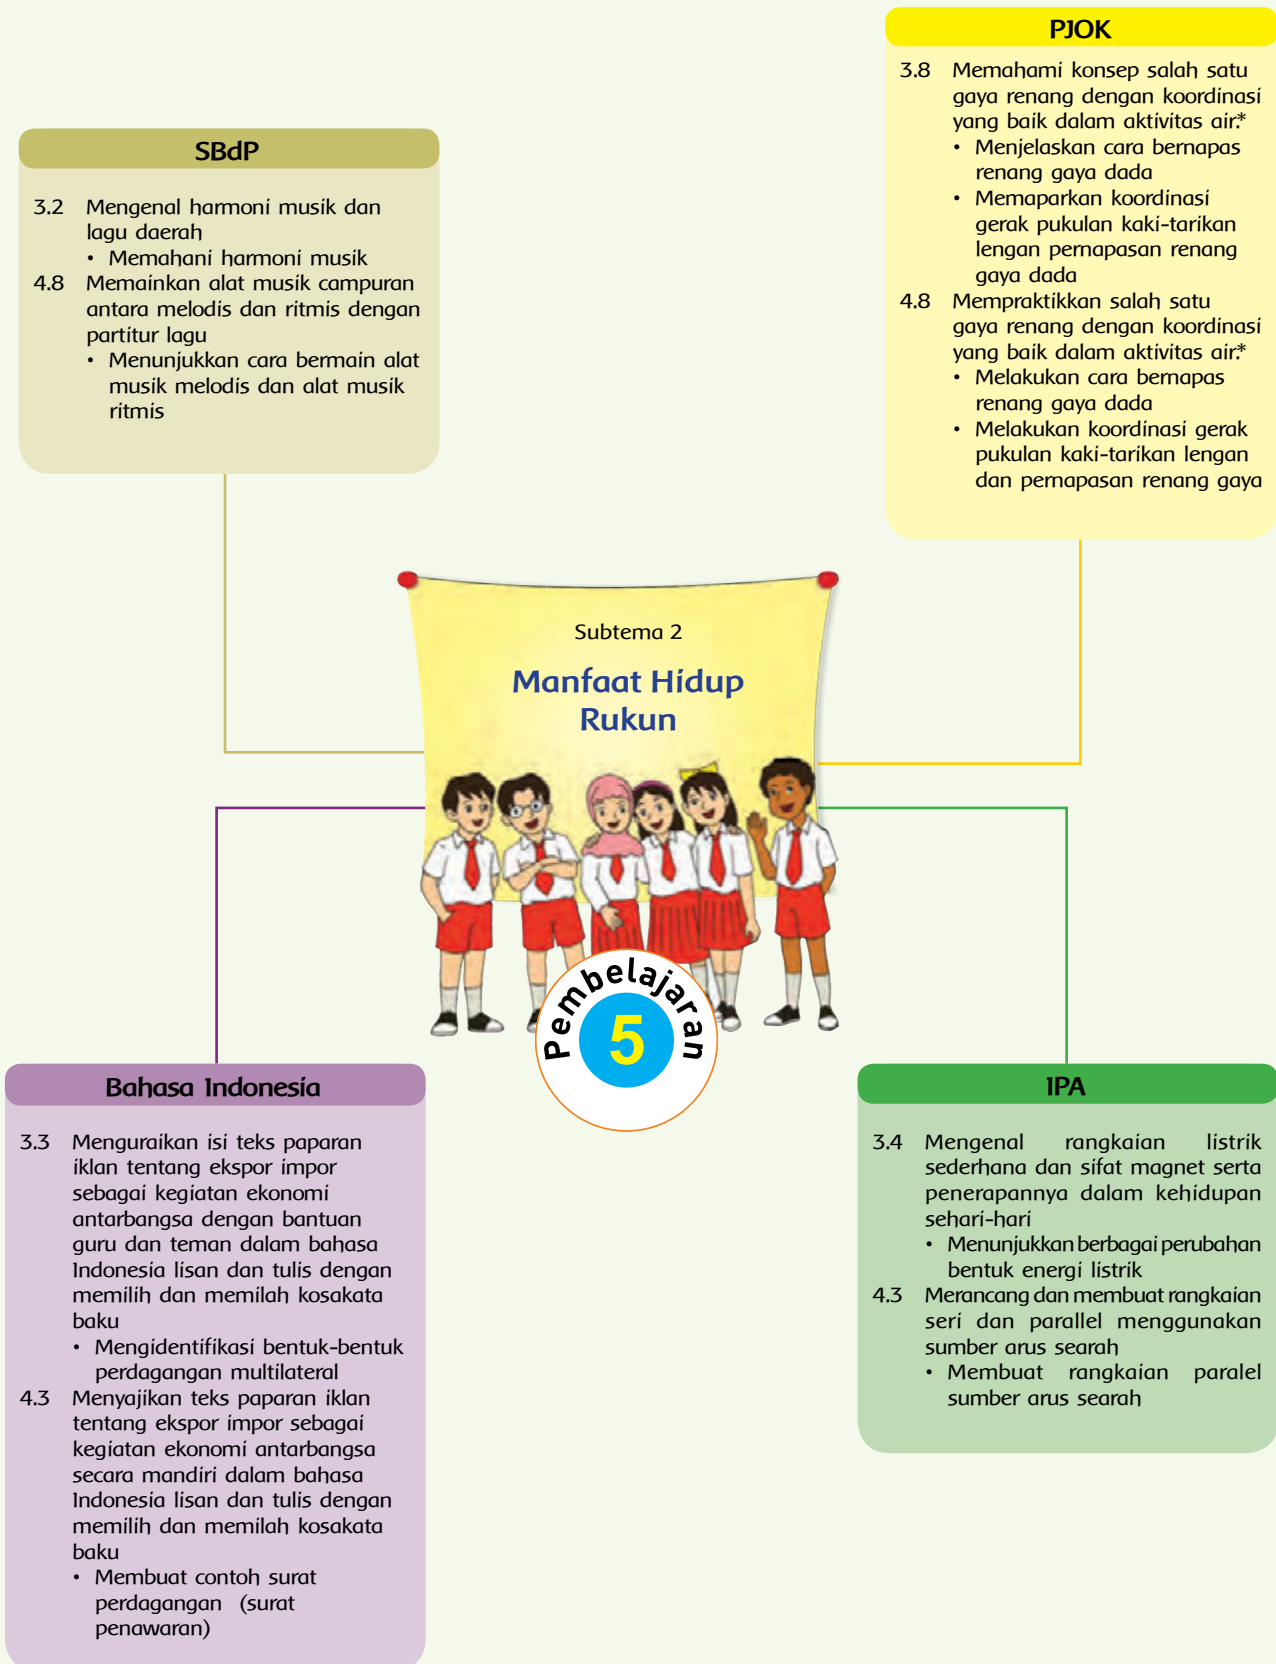 SBdP
3.2 Mengenal harmoni musik dan
lagu daerah
• Memahani harmoni musik
4.8 Memainkan alat musik campuran
antara melodis dan ritmis dengan
partitur lagu
• Menunjukkan cara bermain alat
musik melodis dan alat musik
ritmis
PJOK
3.8 Memahami konsep salah satu
gaya renang dengan koordinasi
yang baik dalam aktivitas air.*
• Menjelaskan cara bernapas
renang gaya dada
• Memaparkan koordinasi
gerak pukulan kaki-tarikan
lengan pernapasan renang
gaya dada
4.8 Mempraktikkan salah satu
gaya renang dengan koordinasi
yang baik dalam aktivitas air.*
• Melakukan cara bernapas
renang gaya dada
• Melakukan koordinasi gerak
pukulan kaki-tarikan lengan
dan pernapasan renang gaya
Subtema 2
Manfaat Hidup
Rukun
Pembelajaran
5
Bahasa Indonesia
3.3 Menguraikan isi teks paparan
iklan tentang ekspor impor
sebagai kegiatan ekonomi
antarbangsa dengan bantuan
guru dan teman dalam bahasa
Indonesia lisan dan tulis dengan
memilih dan memilah kosakata
baku
• Mengidentifikasi bentuk-bentuk
perdagangan multilateral
4.3 Menyajikan teks paparan iklan
tentang ekspor impor sebagai
kegiatan ekonomi antarbangsa
secara mandiri dalam bahasa
Indonesia lisan dan tulis dengan
memilih dan memilah kosakata
baku
• Membuat contoh surat
perdagangan (surat
penawaran)
IPA
3.4 Mengenal rangkaian listrik
sederhana dan sifat magnet serta
penerapannya dalam kehidupan
sehari-hari
• Menunjukkan berbagai perubahan
bentuk energi listrik
4.3 Merancang dan membuat rangkaian
seri dan parallel menggunakan
sumber arus searah
• Membuat rangkaian paralel
sumber arus searah